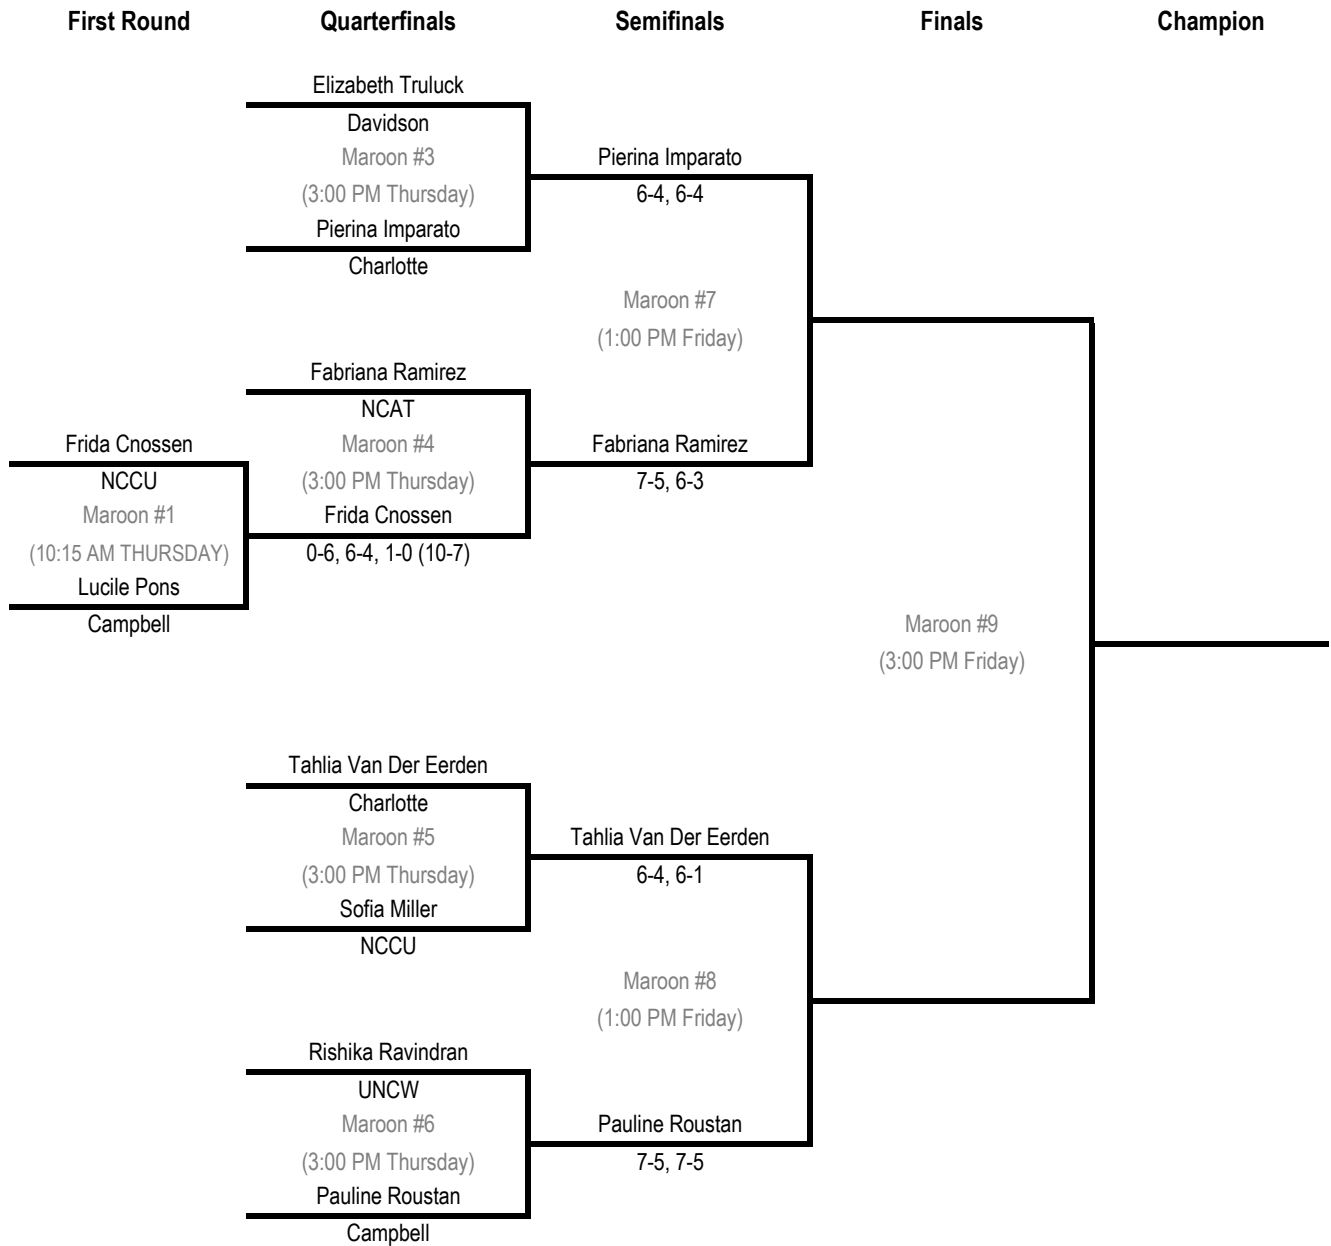 First Round Quarterfinals Semifinals Finals Champion
Elizabeth Truluck
Davidson
Maroon #3 Pierina Imparato
(3:00 PM Thursday) 6-4, 6-4
Pierina Imparato
Charlotte
Maroon #7
(1:00 PM Friday)
Fabriana Ramirez
NCAT
Frida Cnossen Maroon #4 Fabriana Ramirez
NCCU (3:00 PM Thursday) 7-5, 6-3
Maroon #1 Frida Cnossen
(10:15 AM THURSDAY) 0-6, 6-4, 1-0 (10-7)
Lucile Pons
Campbell Maroon #9
(3:00 PM Friday)
Tahlia Van Der Eerden
Charlotte
Maroon #5 Tahlia Van Der Eerden
(3:00 PM Thursday) 6-4, 6-1
Sofia Miller
NCCU
Maroon #8
(1:00 PM Friday)
Rishika Ravindran
UNCW
Maroon #6 Pauline Roustan
(3:00 PM Thursday) 7-5, 7-5
Pauline Roustan
Campbell